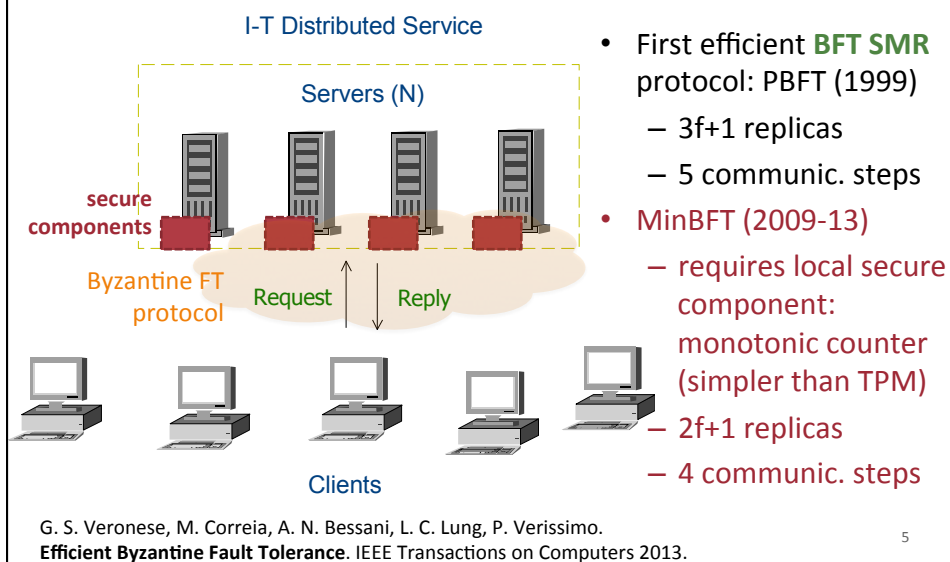 I-T Distributed Service
Servers (N)
secure
components
Byzantine FT
protocol
Request
Reply
Clients
• First efficient BFT SMR
protocol: PBFT (1999)
– 3f+1 replicas
– 5 communic. steps
• MinBFT (2009-13)
– requires local secure
component:
monotonic counter
(simpler than TPM)
– 2f+1 replicas
– 4 communic. steps
G. S. Veronese, M. Correia, A. N. Bessani, L. C. Lung, P. Verissimo.
Efficient Byzantine Fault Tolerance. IEEE Transactions on Computers 2013.
5